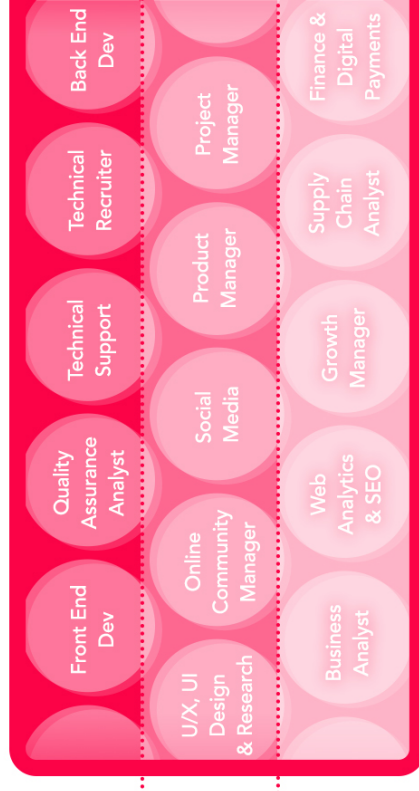 Front End
Dev
Quality
Assurance
Analyst
Technical
Support
Technical
Recruiter
Back End
Dev
U/X, UI
Design
& Research
Online
Community
Manager
Social
Media
Product
Manager
Project
Manager
Business
Analyst
Web
Analytics
& SEO
Growth
Manager
Supply
Chain
Analyst
Finance &
Digital
Payments